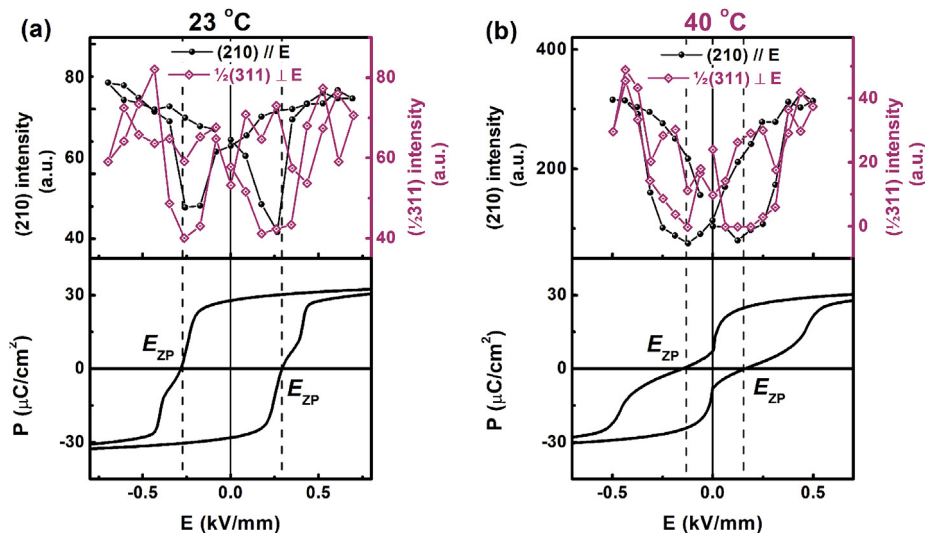 (a)
23 °C
(210) // E
½(311) ⊥ E
(210) intensity
(a.u.)
80
60
40
80
70
60
50
40
(½311) intensity
(a.u.)
P (μC/cm²)
30
0
-30
E_ZP
E_ZP
-0.5
0.0
0.5
E (kV/mm)
(b)
40 °C
(210) // E
½(311) ⊥ E
(210) intensity
(a.u.)
400
300
200
100
40
20
0
(½311) intensity
(a.u.)
P (μC/cm²)
30
0
-30
E_ZP
E_ZP
-0.5
0.0
0.5
E (kV/mm)